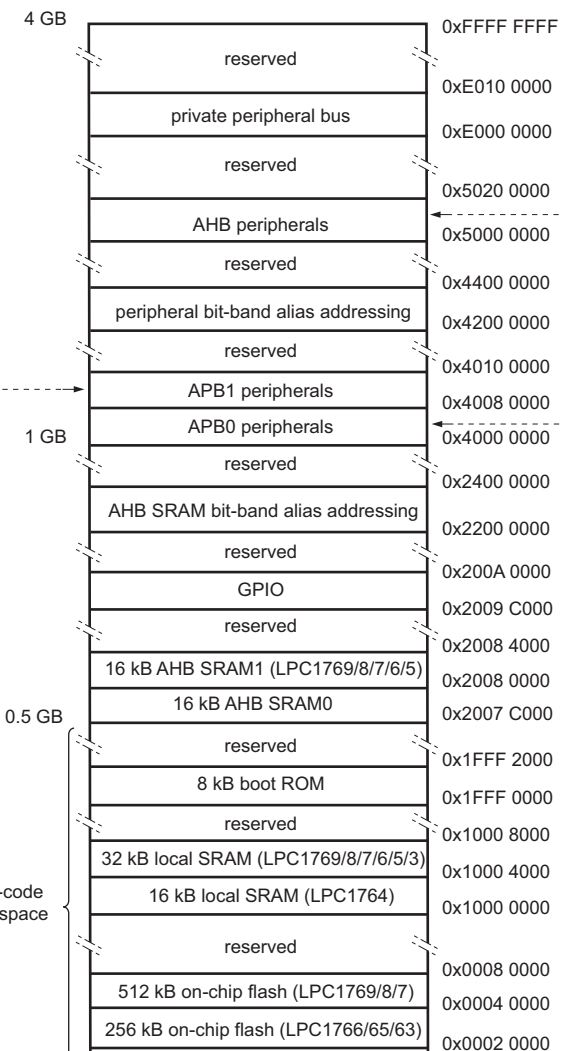 4 GB
0xFFFF FFFF
reserved
0xE010 0000
private peripheral bus
0xE000 0000
reserved
0x5020 0000
AHB peripherals
0x5000 0000
reserved
0x4400 0000
peripheral bit-band alias addressing
0x4200 0000
reserved
0x4010 0000
APB1 peripherals
0x4008 0000
APB0 peripherals
1 GB
0x4000 0000
reserved
0x2400 0000
AHB SRAM bit-band alias addressing
0x2200 0000
reserved
0x200A 0000
GPIO
0x2009 C000
reserved
0x2008 4000
16 kB AHB SRAM1 (LPC1769/8/7/6/5)
0x2008 0000
16 kB AHB SRAM0
0x2007 C000
0.5 GB
reserved
0x1FFF 2000
8 kB boot ROM
0x1FFF 0000
reserved
0x1000 8000
32 kB local SRAM (LPC1769/8/7/6/5/3)
0x1000 4000
-code
space
16 kB local SRAM (LPC1764)
0x1000 0000
reserved
0x0008 0000
512 kB on-chip flash (LPC1769/8/7)
0x0004 0000
256 kB on-chip flash (LPC1766/65/63)
0x0002 0000